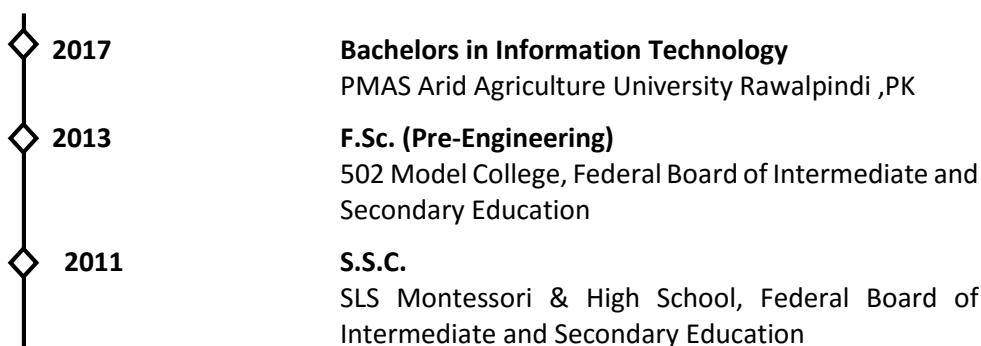 2017 Bachelors in Information Technology
PMAS Arid Agriculture University Rawalpindi ,PK
2013 F.Sc. (Pre-Engineering)
502 Model College, Federal Board of Intermediate and
Secondary Education
2011 S.S.C.
SLS Montessori & High School, Federal Board of
Intermediate and Secondary Education